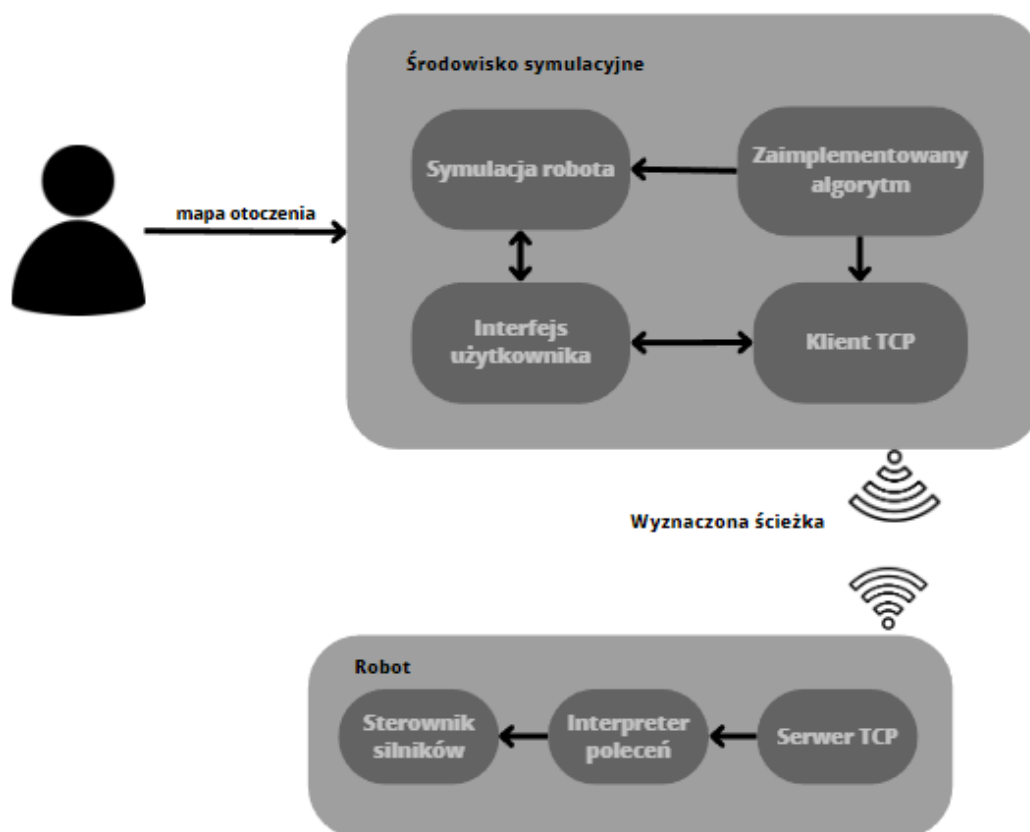 Środowisko symulacyjne
Symulacja robota
Zaimplementowany
algorytm
mapa otoczenia
Interfejs
użytkownika
Klient TCP
Wyznaczona ścieżka
Robot
Sterownik
silników
Interpreter
poleceń
Serwer TCP